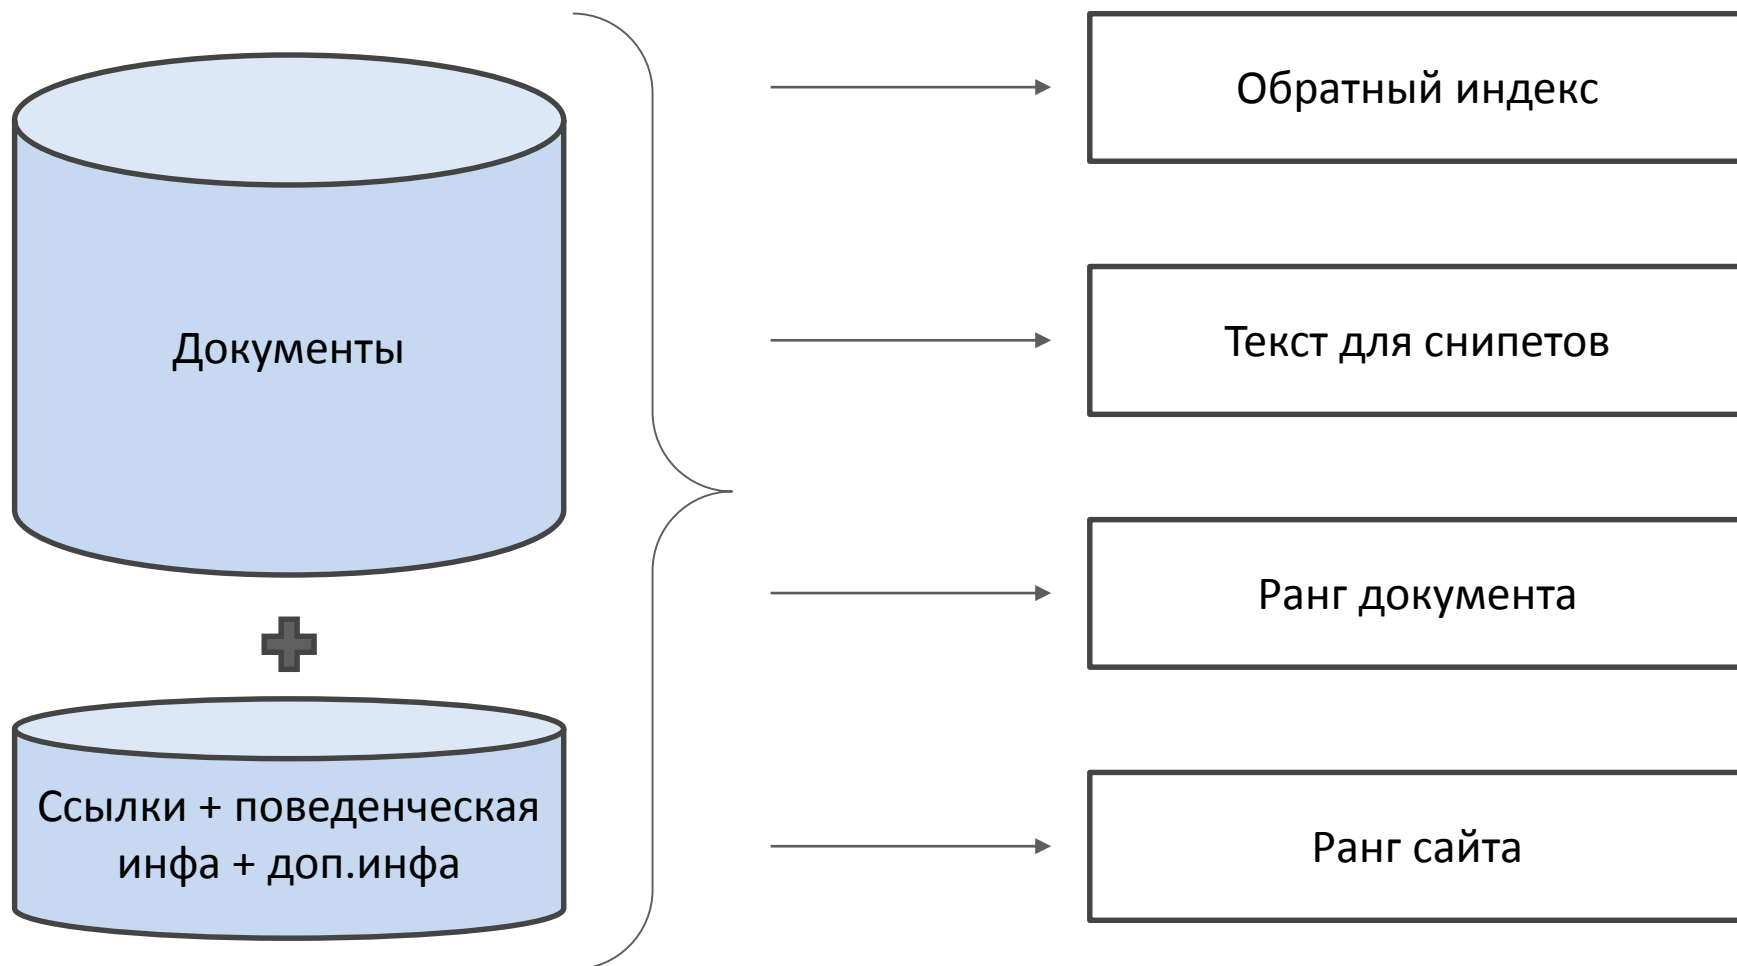 Документы
Ссылки + поведенческая
инфа + доп.инфа
Обратный индекс
Текст для снипетов
Ранг документа
Ранг сайта